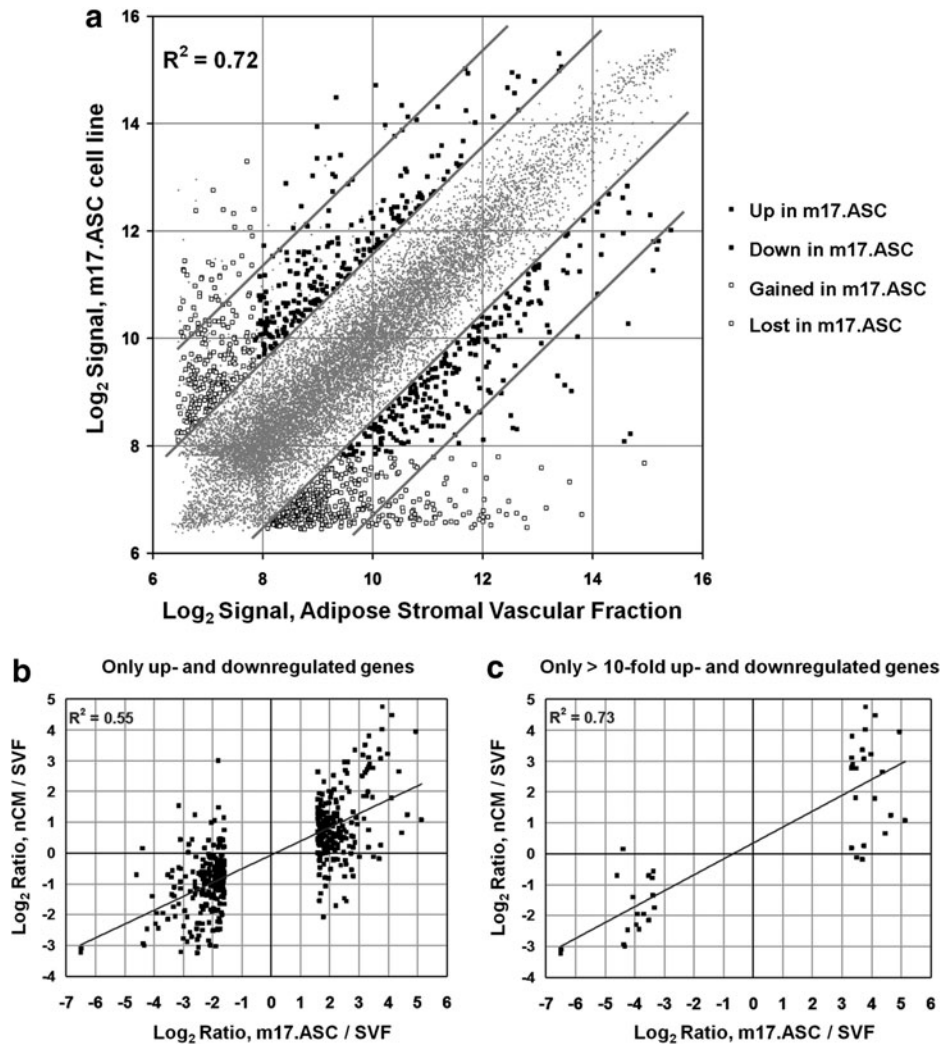 a
R² = 0.72
16
14
12
10
8
6
Log₂ Signal, m17.ASC cell line
6 8 10 12 14 16
Log₂ Signal, Adipose Stromal Vascular Fraction
Up in m17.ASC
Down in m17.ASC
Gained in m17.ASC
Lost in m17.ASC
b
Only up- and downregulated genes
R² = 0.55
5
4
3
2
1
0
-1
-2
-3
-4
Log₂ Ratio, nCM / SVF
-7 -6 -5 -4 -3 -2 -1 0 1 2 3 4 5 6
Log₂ Ratio, m17.ASC / SVF
c
Only > 10-fold up- and downregulated genes
R² = 0.73
5
4
3
2
1
0
-1
-2
-3
-4
Log₂ Ratio, nCM / SVF
-7 -6 -5 -4 -3 -2 -1 0 1 2 3 4 5 6
Log₂ Ratio, m17.ASC / SVF